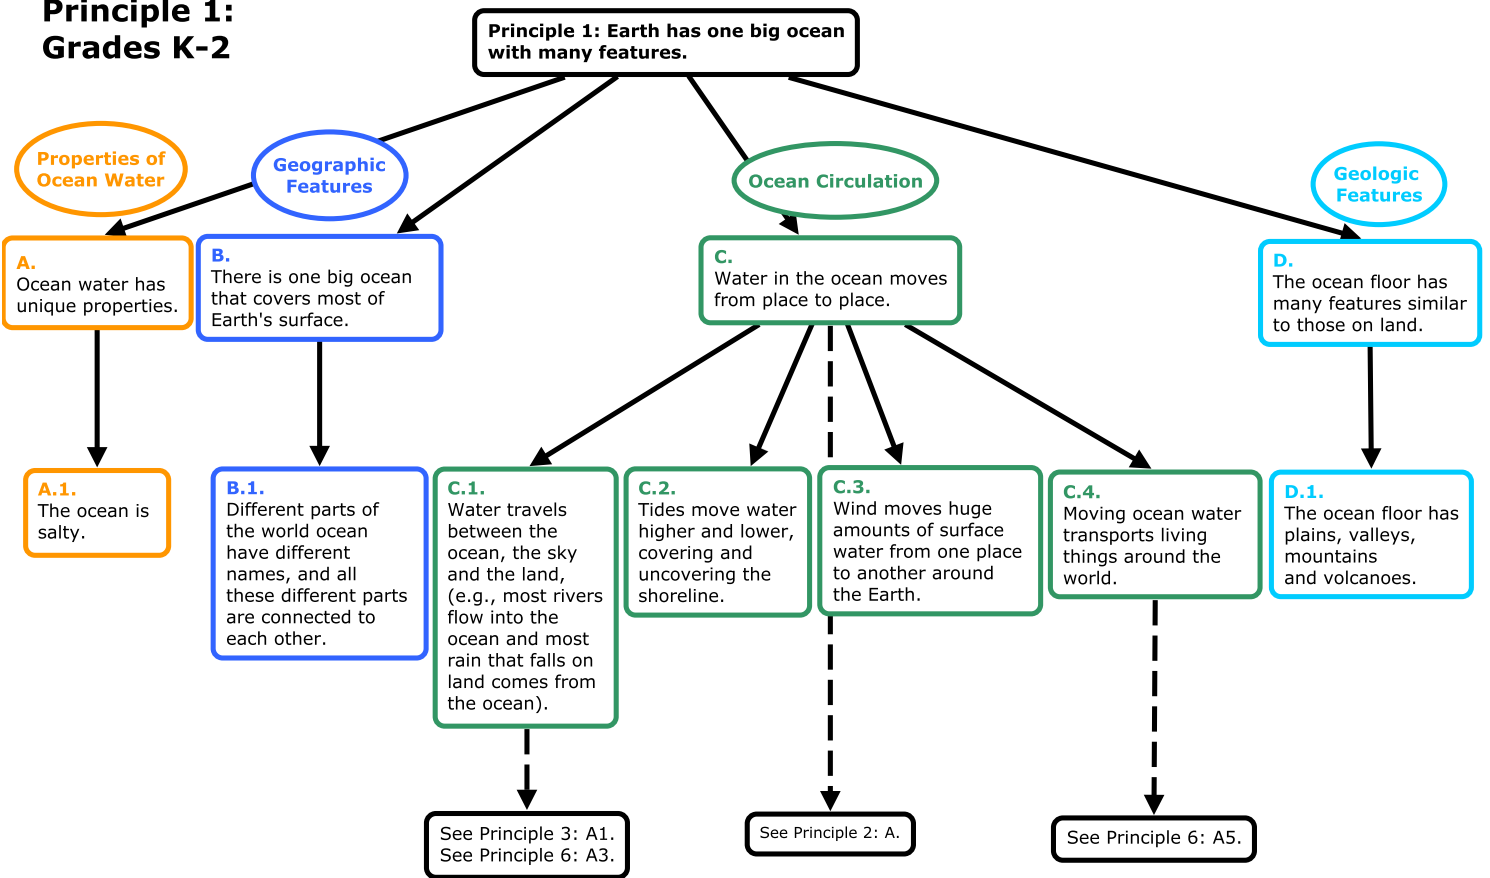 Principle 1:
Grades K-2
Principle 1: Earth has one big ocean
with many features.
Properties of
Ocean Water
Geographic
Features
Ocean Circulation
Geologic
Features
A.
Ocean water has
unique properties.
B.
There is one big ocean
that covers most of
Earth's surface.
C.
Water in the ocean moves
from place to place.
D.
The ocean floor has
many features similar
to those on land.
A.1.
The ocean is
salty.
B.1.
Different parts of
the world ocean
have different
names, and all
these different parts
are connected to
each other.
C.1.
Water travels
between the
ocean, the sky
and the land,
(e.g., most rivers
flow into the
ocean and most
rain that falls on
land comes from
the ocean).
C.2.
Tides move water
higher and lower,
covering and
uncovering the
shoreline.
C.3.
Wind moves huge
amounts of surface
water from one place
to another around
the Earth.
C.4.
Moving ocean water
transports living
things around the
world.
D.1.
The ocean floor has
plains, valleys,
mountains
and volcanoes.
See Principle 3: A1.
See Principle 6: A3.
See Principle 2: A.
See Principle 6: A5.